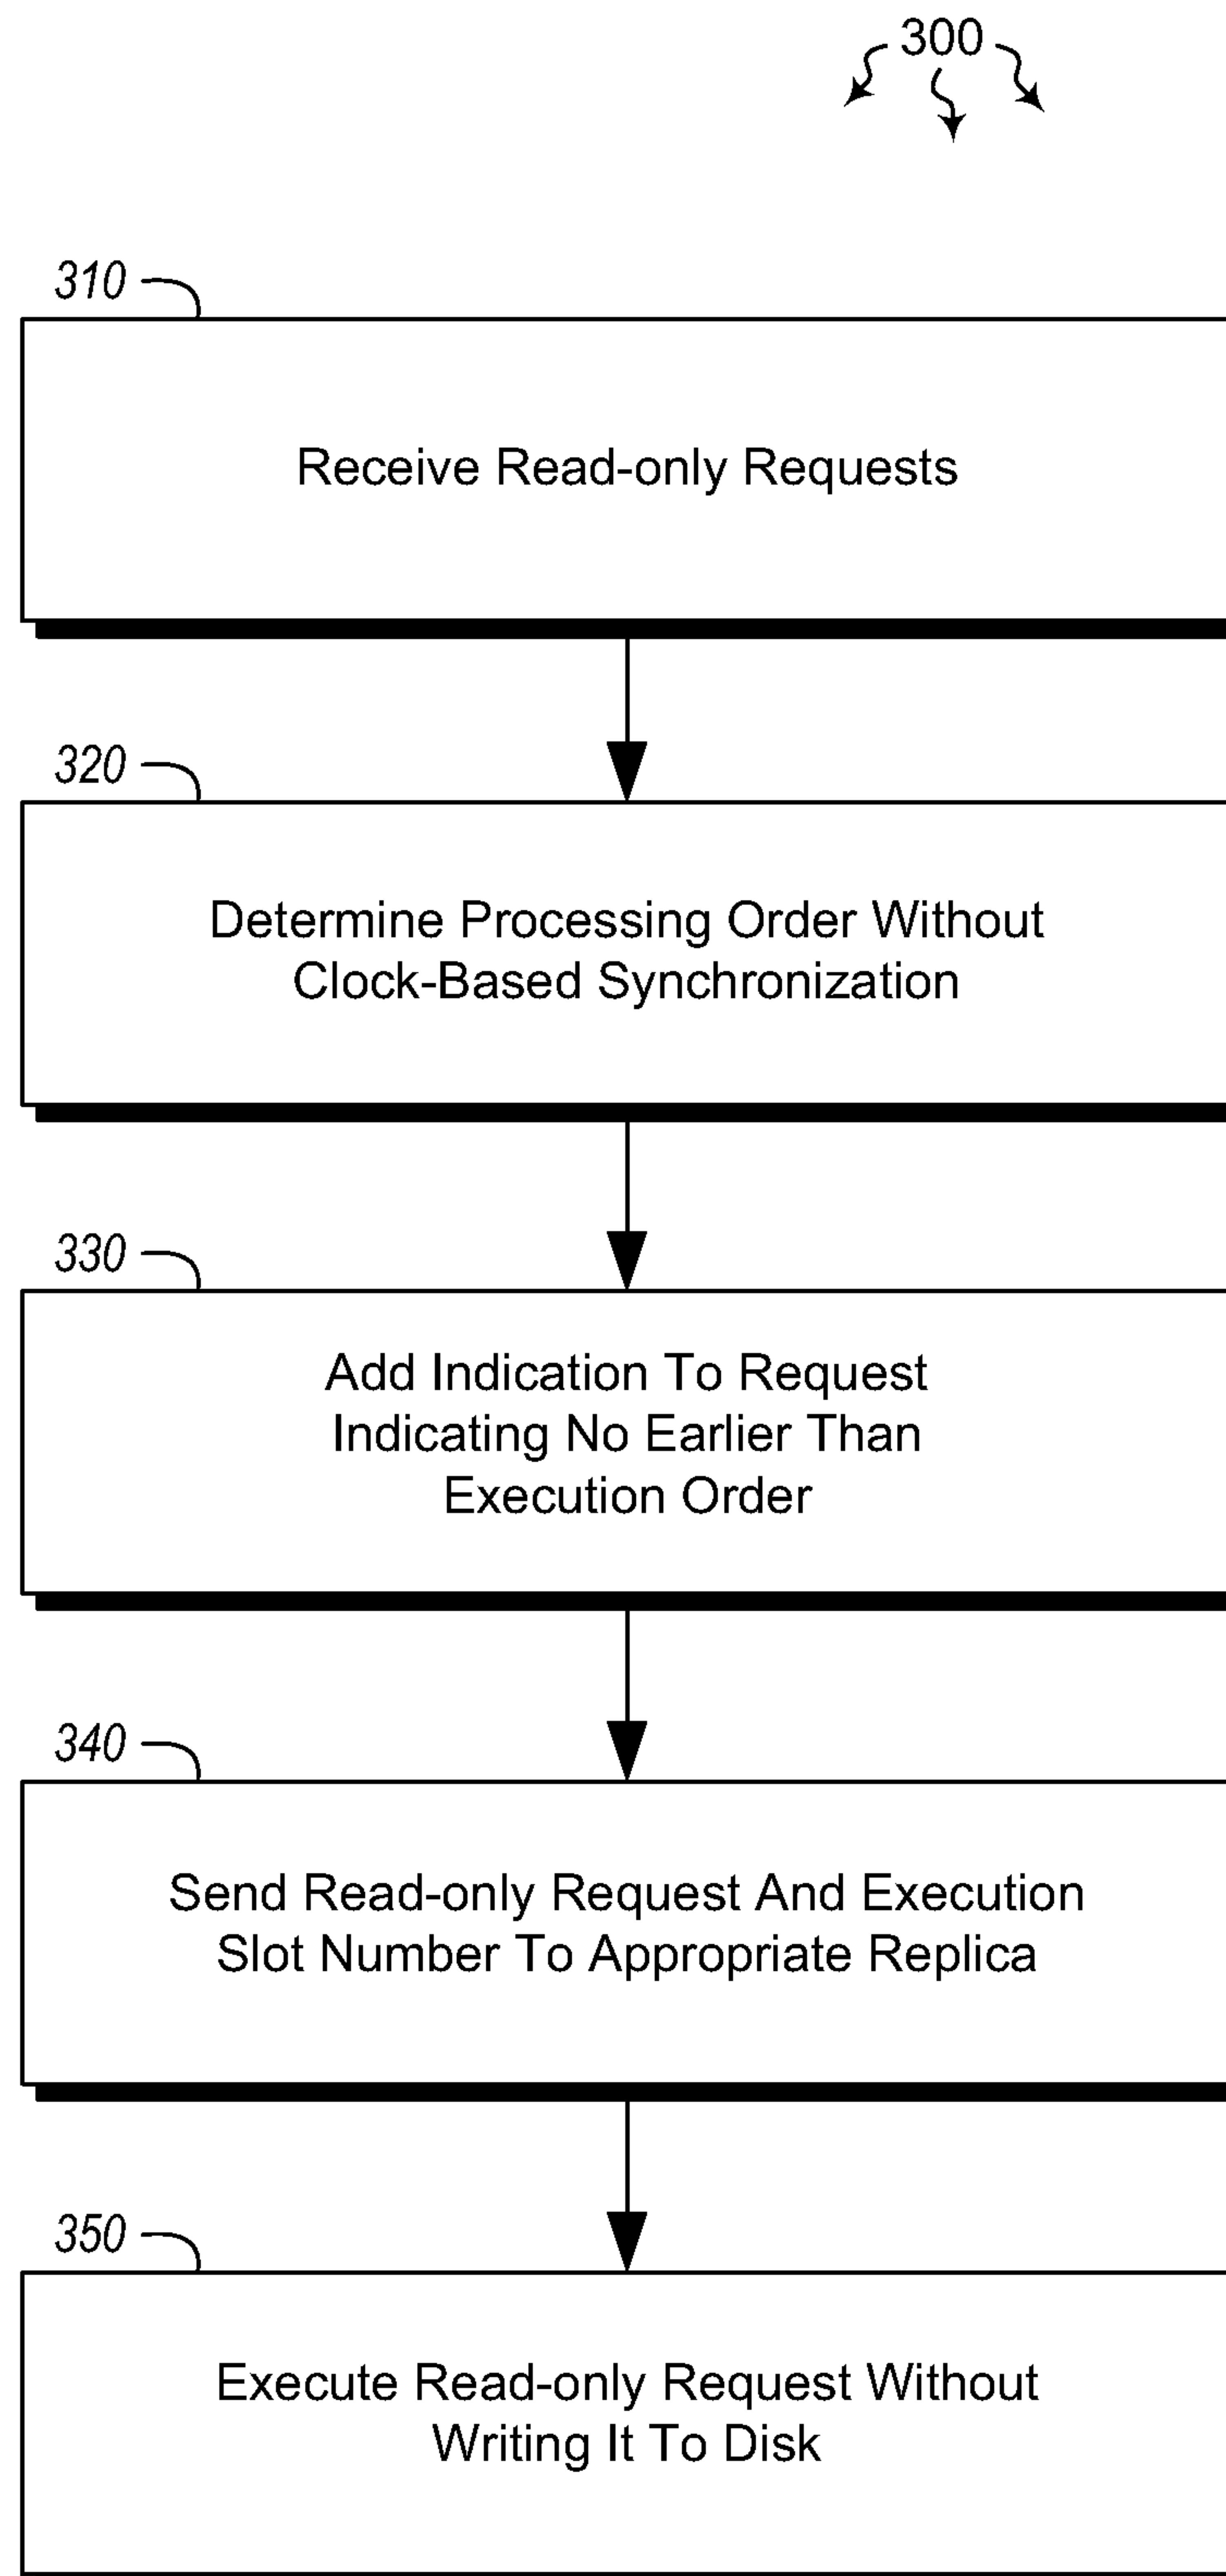 300
310
Receive Read-only Requests
320
Determine Processing Order Without
Clock-Based Synchronization
330
Add Indication To Request
Indicating No Earlier Than
Execution Order
340
Send Read-only Request And Execution
Slot Number To Appropriate Replica
350
Execute Read-only Request Without
Writing It To Disk